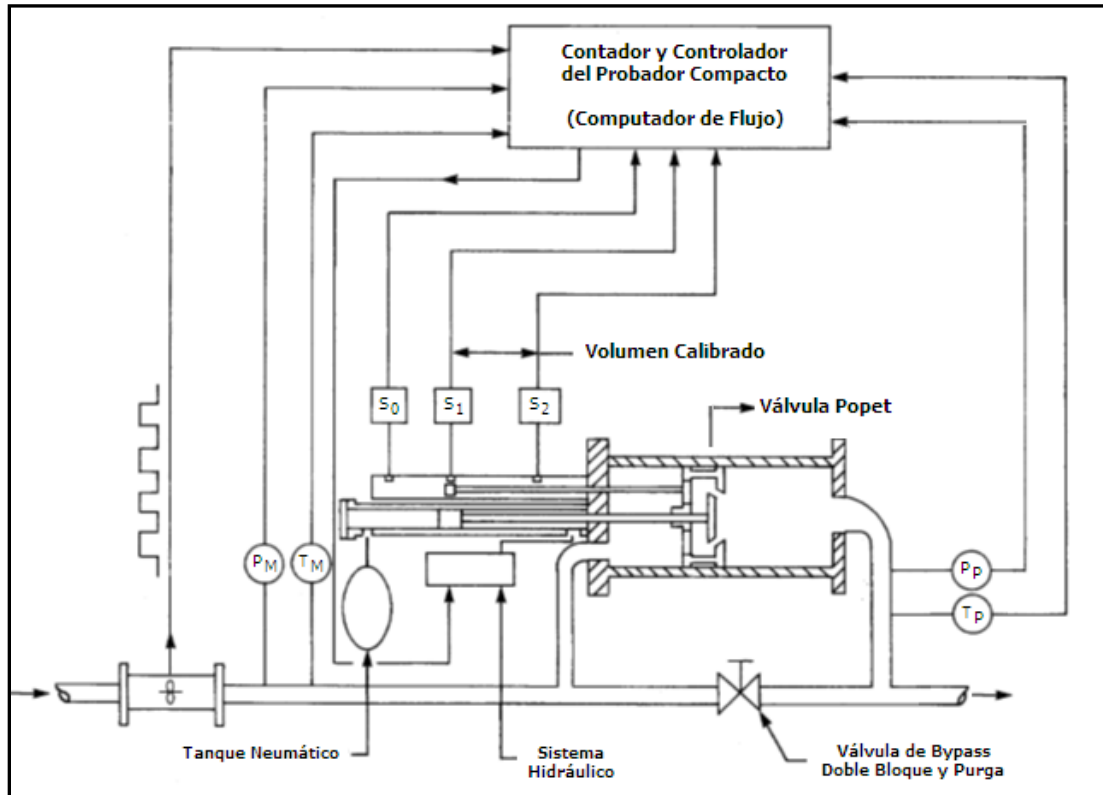 Contador y Controlador
del Probador Compacto
(Computador de Flujo)
Volumen Calibrado
S0
S1
S2
Válvula Popet
PM
TM
PP
TP
Tanque Neumático
Sistema
Hidráulico
Válvula de Bypass
Doble Bloque y Purga